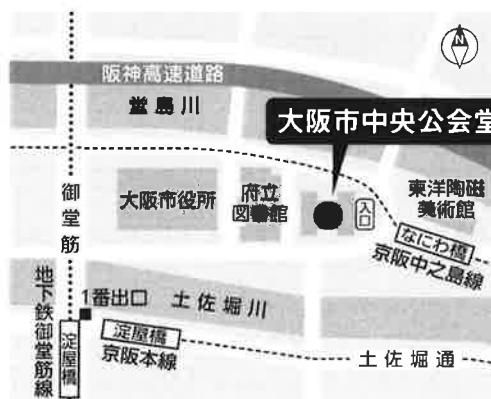 N
阪神高速道路
堂島川
大阪市中央公会堂
大阪市役所
府立
図書館
入口
東洋陶磁
美術館
御堂筋
なにわ橋
京阪中之島線
1番出口
土佐堀川
地下鉄御堂筋線
淀屋橋
淀屋橋
京阪本線
土佐堀通